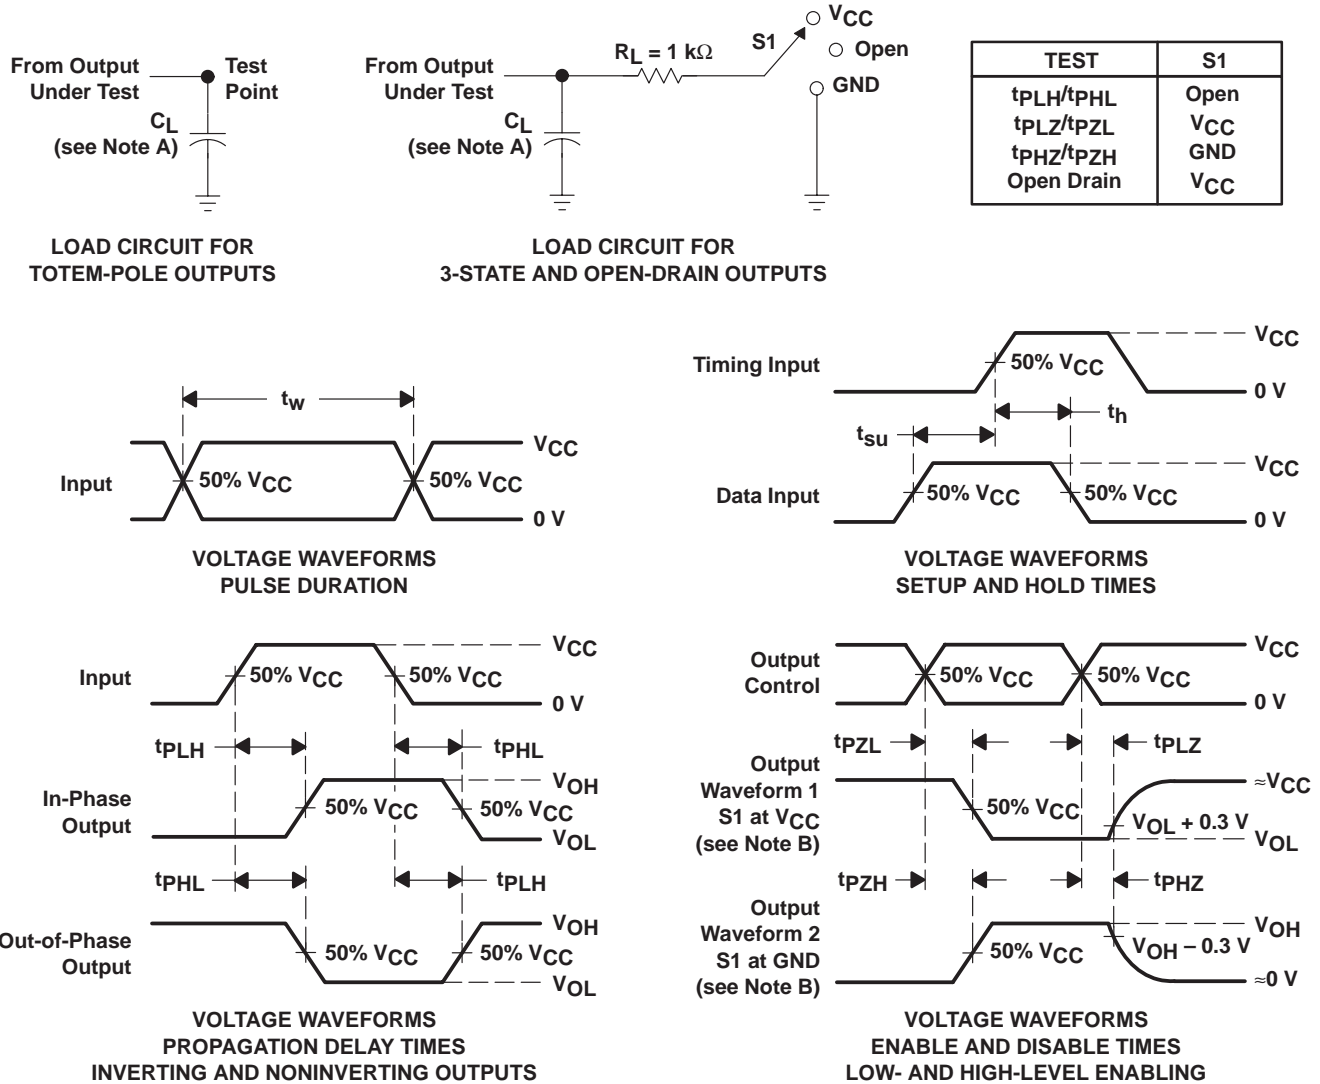 From Output
Under Test
Test
Point
CL
(see Note A)
LOAD CIRCUIT FOR
TOTEM-POLE OUTPUTS
From Output
Under Test
CL
(see Note A)
RL = 1 kΩ
S1
VCC
Open
GND
LOAD CIRCUIT FOR
3-STATE AND OPEN-DRAIN OUTPUTS
TEST S1
tPLH/tPHL Open
tPLZ/tPZL VCC
tPHZ/tPZH GND
Open Drain VCC
tw
Input
50% VCC
50% VCC
VCC
0 V
VOLTAGE WAVEFORMS
PULSE DURATION
Timing Input
50% VCC
VCC
0 V
tsu
th
Data Input
50% VCC
50% VCC
VCC
0 V
VOLTAGE WAVEFORMS
SETUP AND HOLD TIMES
Input
50% VCC
50% VCC
VCC
0 V
tPLH
tPHL
In-Phase
Output
50% VCC
50% VCC
VOH
VOL
tPHL
tPLH
Out-of-Phase
Output
50% VCC
50% VCC
VOH
VOL
VOLTAGE WAVEFORMS
PROPAGATION DELAY TIMES
INVERTING AND NONINVERTING OUTPUTS
Output
Control
50% VCC
50% VCC
VCC
0 V
tPZL
tPLZ
Output
Waveform 1
S1 at VCC
(see Note B)
50% VCC
VOL + 0.3 V
≈VCC
VOL
tPZH
tPHZ
Output
Waveform 2
S1 at GND
(see Note B)
50% VCC
VOH − 0.3 V
VOH
≈0 V
VOLTAGE WAVEFORMS
ENABLE AND DISABLE TIMES
LOW- AND HIGH-LEVEL ENABLING